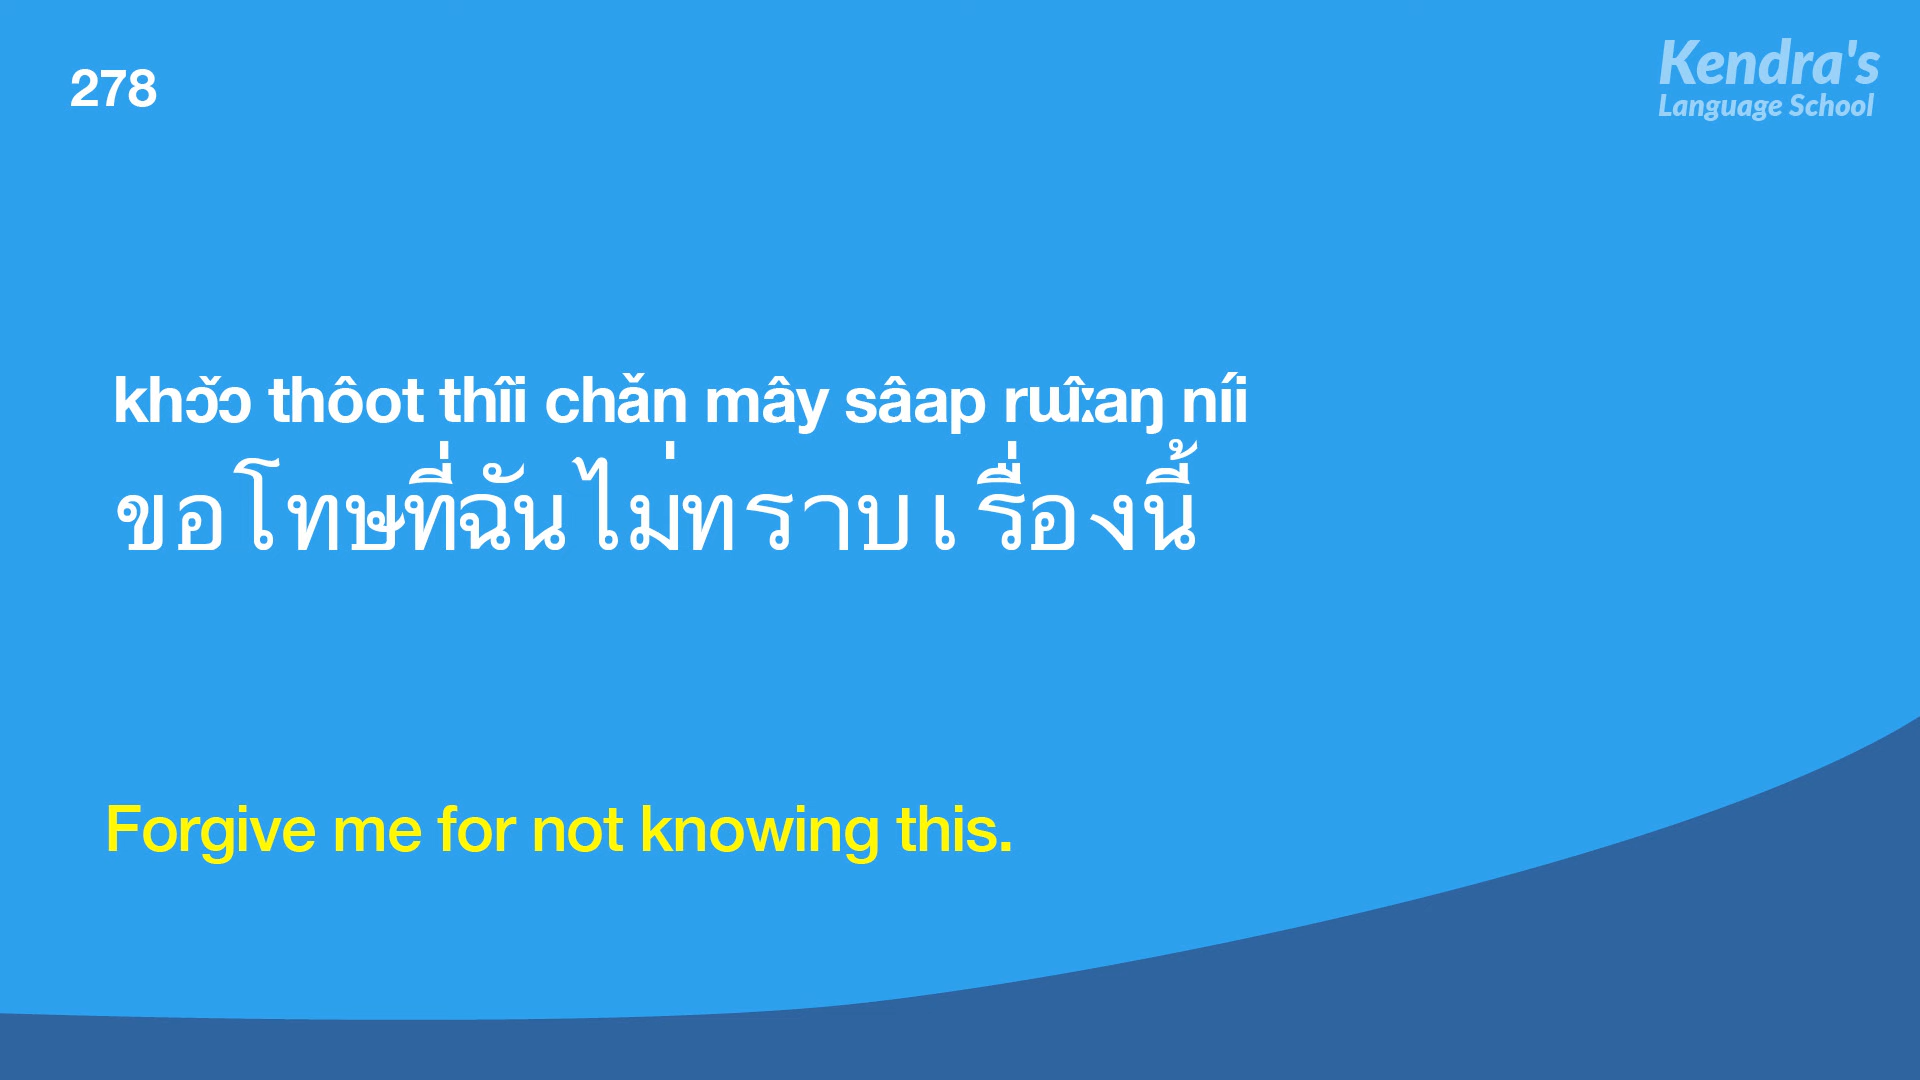 278
Kendra's
Language School
khɔ̌ɔ thôot thîi chǎn mây sâap rɯ̂ːaŋ níi
ขอโทษที่ฉันไม่ทราบเรื่องนี้
Forgive me for not knowing this.